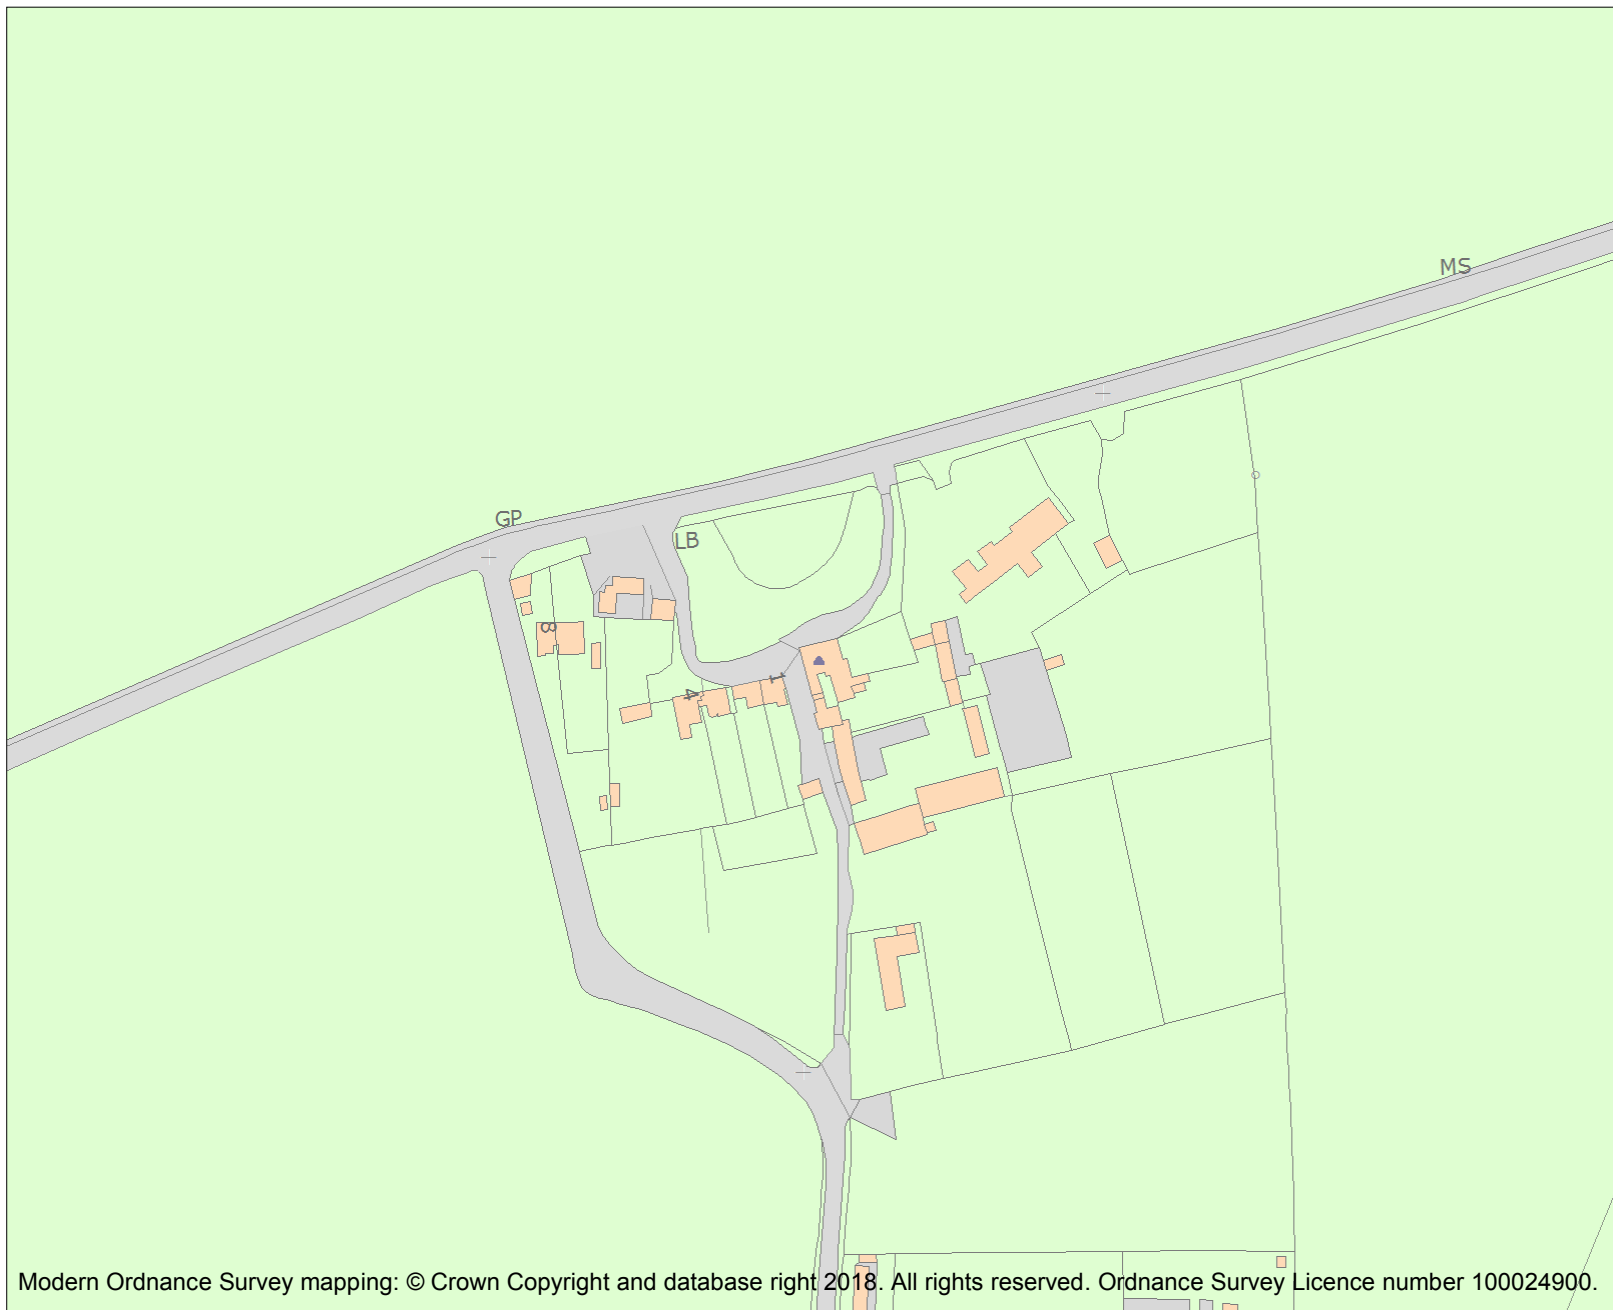 MS
GP
LB
8
1
4
Modern Ordnance Survey mapping: © Crown Copyright and database right 2018. All rights reserved. Ordnance Survey Licence number 100024900.